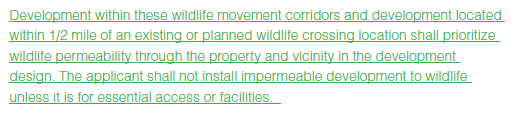 Development within these wildlife movement corridors and development located
within 1/2 mile of an existing or planned wildlife crossing location shall prioritize
wildlife permeability through the property and vicinity in the development
design. The applicant shall not install impermeable development to wildlife
unless it is for essential access or facilities.